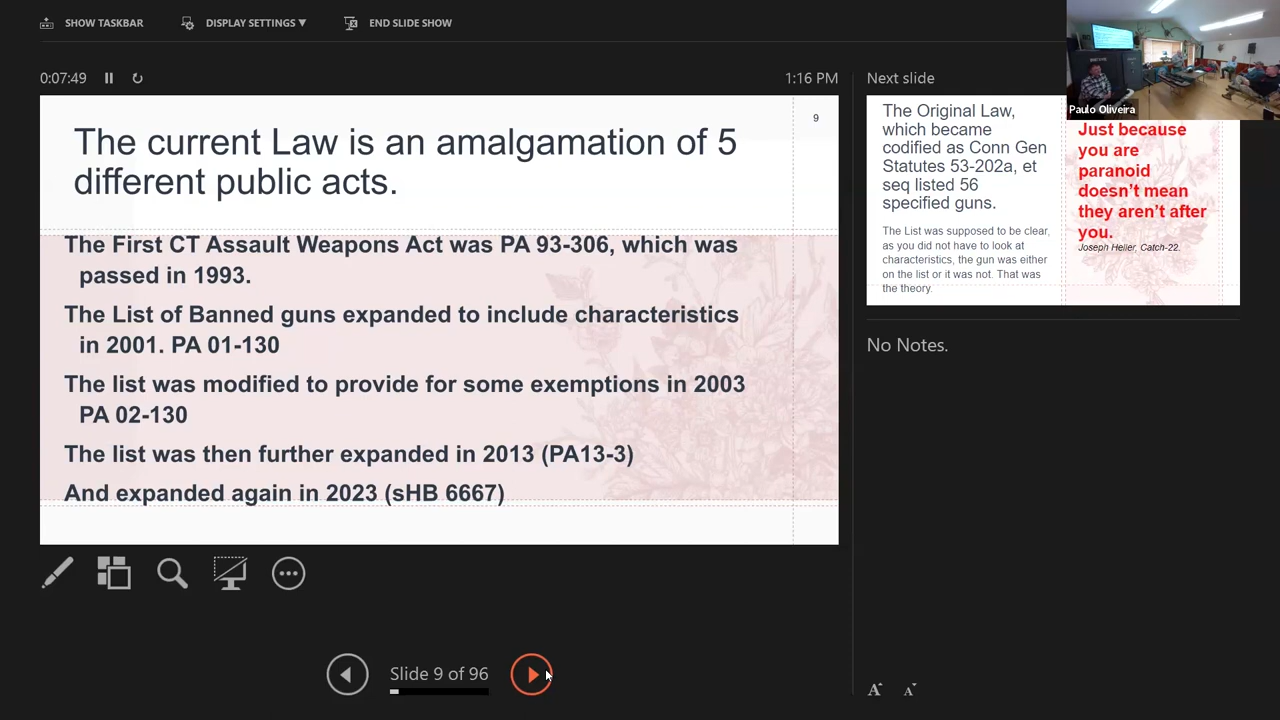 SHOW TASKBAR
DISPLAY SETTINGS ▼
END SLIDE SHOW
0:07:49
1:16 PM
9
The current Law is an amalgamation of 5
different public acts.
The First CT Assault Weapons Act was PA 93-306, which was
passed in 1993.
The List of Banned guns expanded to include characteristics
in 2001. PA 01-130
The list was modified to provide for some exemptions in 2003
PA 02-130
The list was then further expanded in 2013 (PA13-3)
And expanded again in 2023 (sHB 6667)
Slide 9 of 96
Next slide
Paulo Oliveira
The Original Law,
which became
codified as Conn Gen
Statutes 53-202a, et
seq listed 56
specified guns.
The List was supposed to be clear,
as you did not have to look at
characteristics, the gun was either
on the list or it was not. That was
the theory.
Just because
you are
paranoid
doesn’t mean
they aren’t after
you.
Joseph Heller, Catch-22.
No Notes.
A A